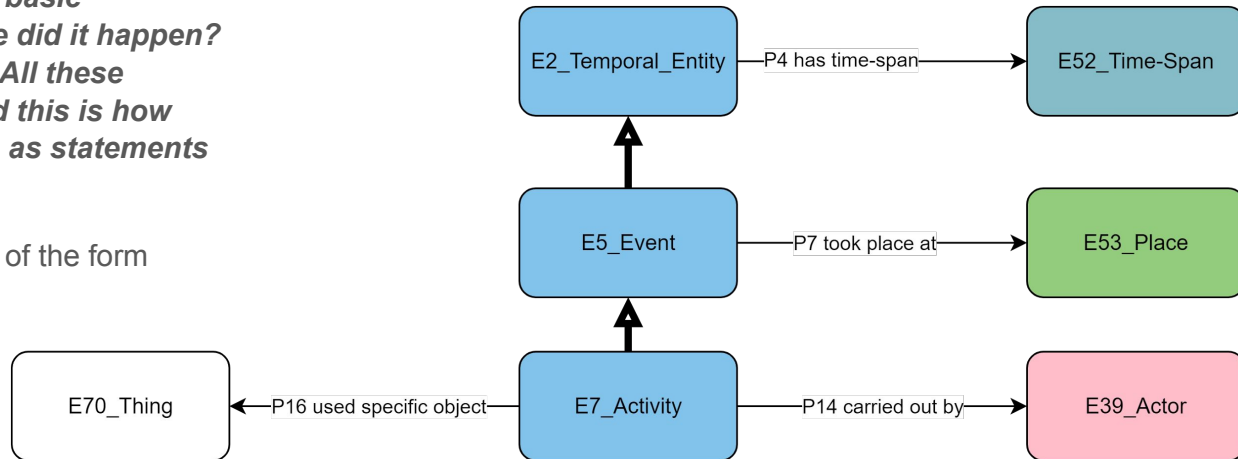 basic
e did it happen?
All these
d this is how
as statements
of the form
E2_Temporal_Entity
P4 has time-span
E52_Time-Span
E5_Event
P7 took place at
E53_Place
E70_Thing
P16 used specific object
E7_Activity
P14 carried out by
E39_Actor